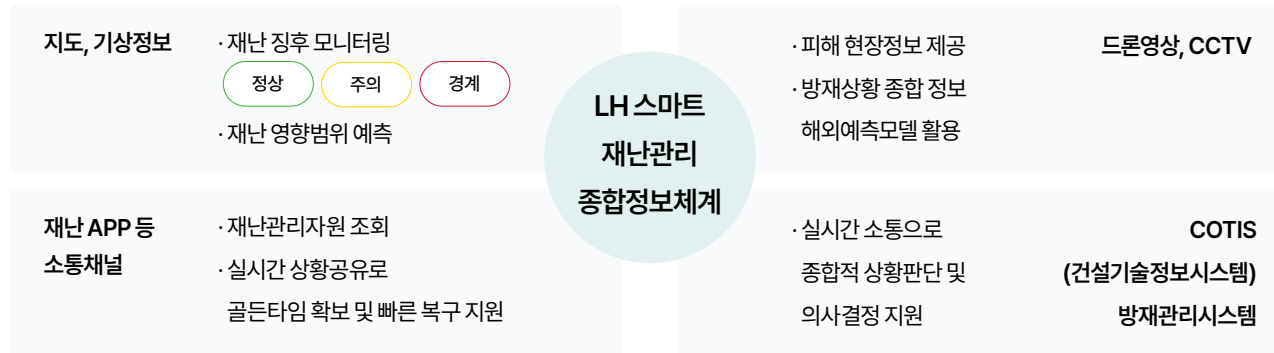 지도, 기상정보
· 재난 징후 모니터링
정상 주의 경계
· 재난 영향범위 예측
LH 스마트
재난관리
종합정보체계
· 피해 현장정보 제공
· 방재상황 종합 정보
해외예측모델 활용
드론영상, CCTV
재난 APP 등
소통채널
· 재난관리자원 조회
· 실시간 상황공유로
골든타임 확보 및 빠른 복구 지원
· 실시간 소통으로
종합적 상황판단 및
의사결정 지원
COTIS
(건설기술정보시스템)
방재관리시스템